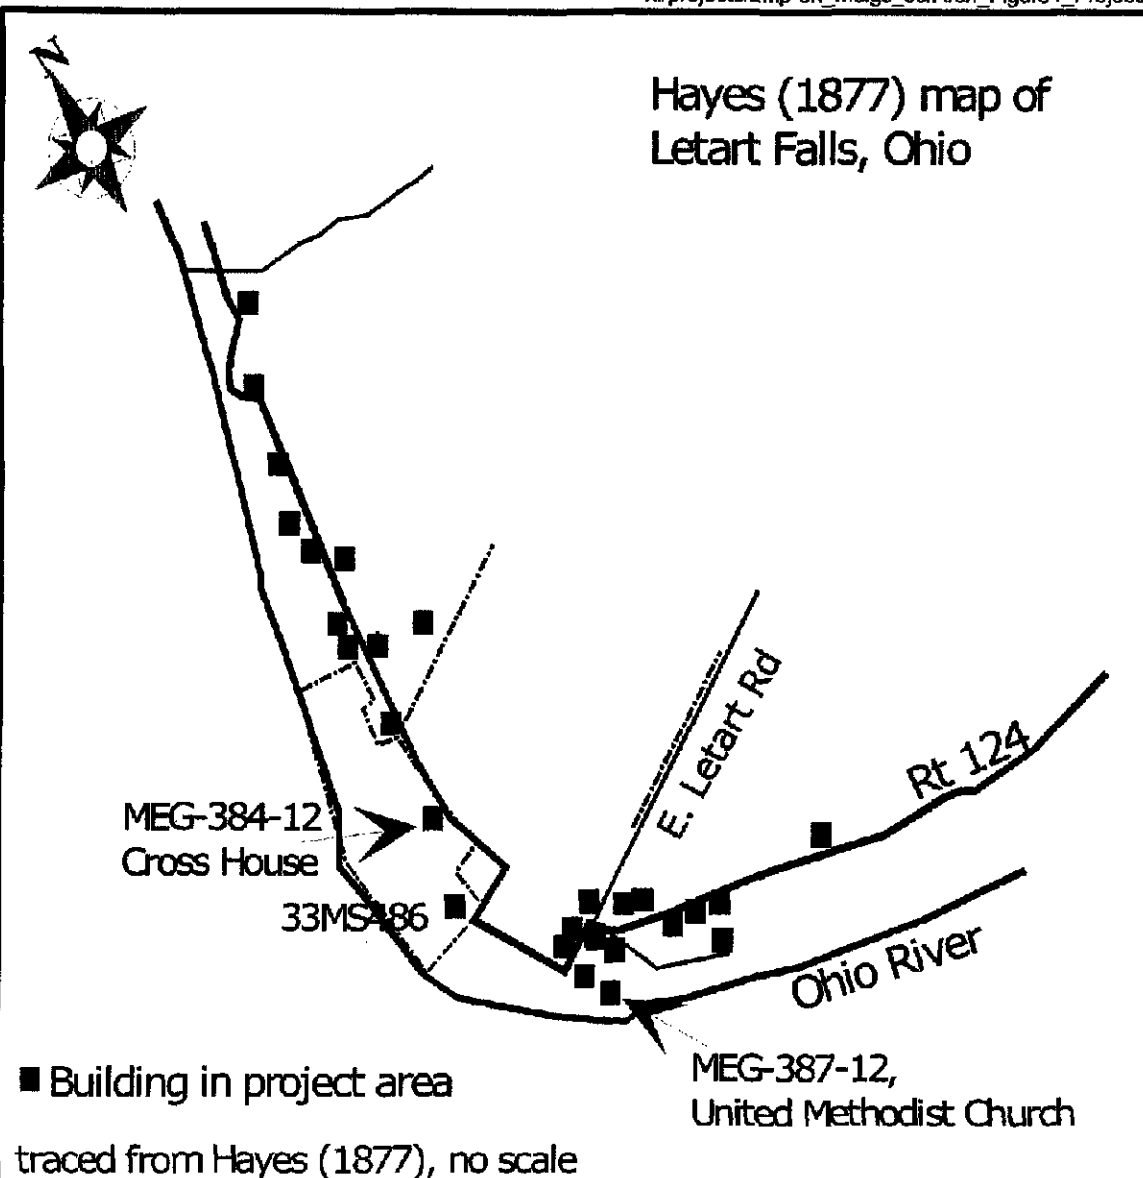 N
Hayes (1877) map of
Letart Falls, Ohio
E. Letart Rd
Rt 124
MEG-384-12
Cross House
33MS486
Ohio River
MEG-387-12,
United Methodist Church
Building in project area
traced from Hayes (1877), no scale